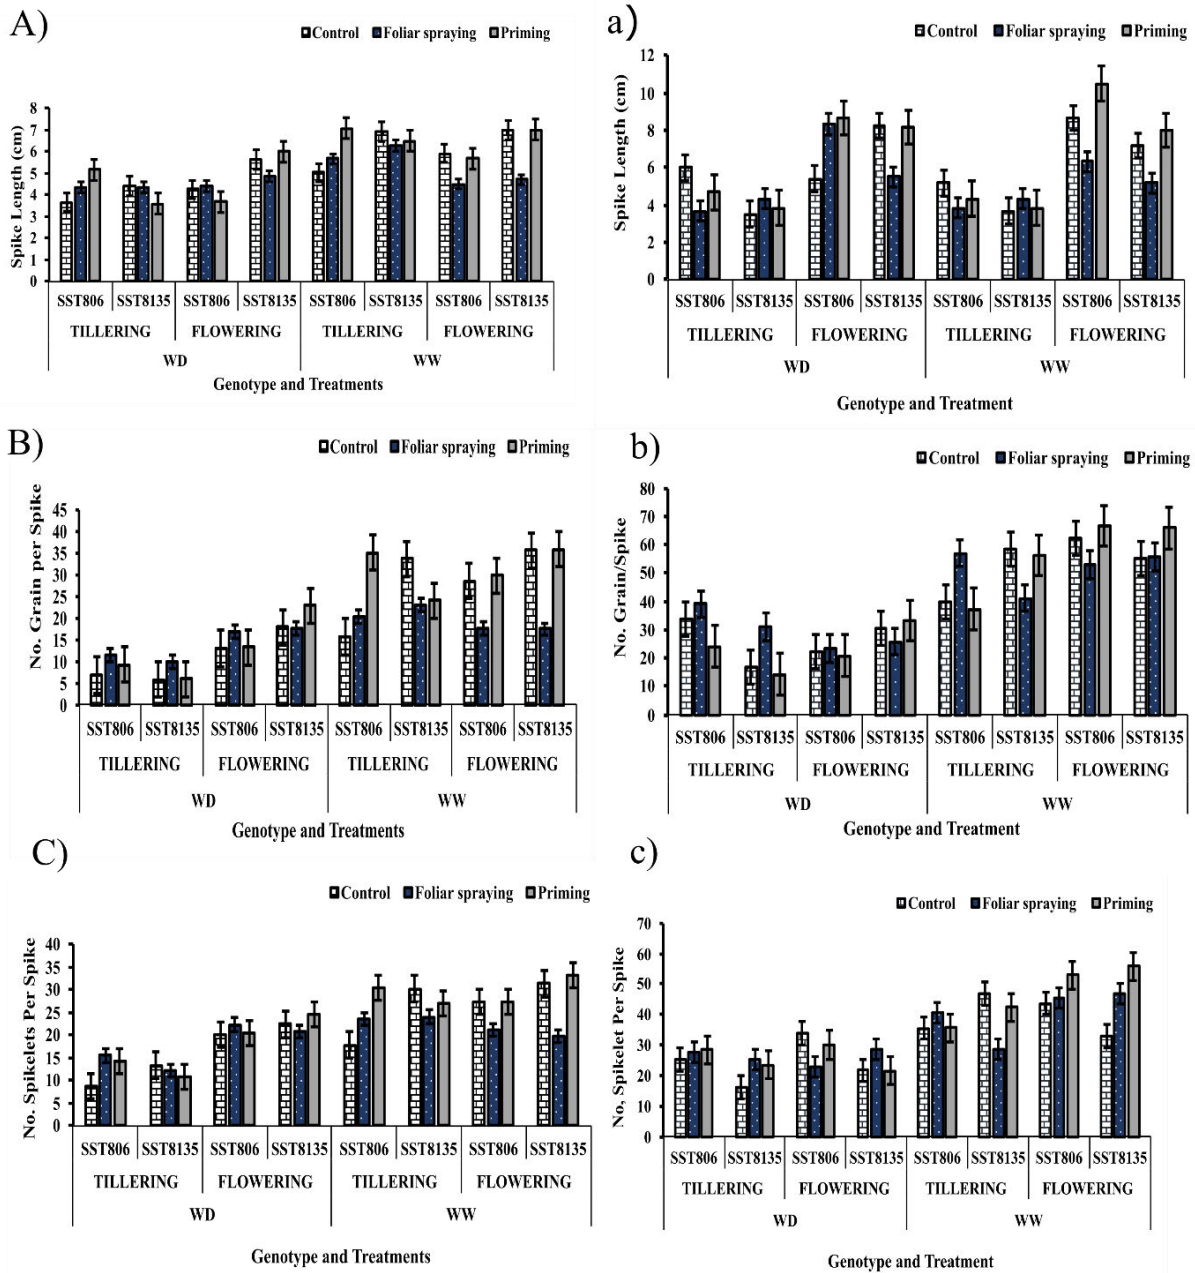 A)
Control Foliar spraying Priming
Spike Length (cm)
8
7
6
5
4
3
2
1
0
SST806 SST8135 SST806 SST8135 SST806 SST8135 SST806 SST8135
TILLERING FLOWERING TILLERING FLOWERING
WD WW
Genotype and Treatments
a)
Control Foliar spraying Priming
Spike Length (cm)
12
10
8
6
4
2
0
SST806 SST8135 SST806 SST8135 SST806 SST8135 SST806 SST8135
TILLERING FLOWERING TILLERING FLOWERING
WD WW
Genotype and Treatment
B)
Control Foliar spraying Priming
No. Grain per Spike
45
40
35
30
25
20
15
10
5
0
SST806 SST8135 SST806 SST8135 SST806 SST8135 SST806 SST8135
TILLERING FLOWERING TILLERING FLOWERING
WD WW
Genotype and Treatments
b)
Control Foliar spraying Priming
No. Grain/Spike
80
70
60
50
40
30
20
10
0
SST806 SST8135 SST806 SST8135 SST806 SST8135 SST806 SST8135
TILLERING FLOWERING TILLERING FLOWERING
WD WW
Genotype and Treatment
C)
Control Foliar spraying Priming
No. Spikelets Per Spike
40
35
30
25
20
15
10
5
0
SST806 SST8135 SST806 SST8135 SST806 SST8135 SST806 SST8135
TILLERING FLOWERING TILLERING FLOWERING
WD WW
Genotype and Treatments
c)
Control Foliar spraying Priming
No, Spikelet Per Spike
70
60
50
40
30
20
10
0
SST806 SST8135 SST806 SST8135 SST806 SST8135 SST806 SST8135
TILLERING FLOWERING TILLERING FLOWERING
WD WW
Genotype and Treatment